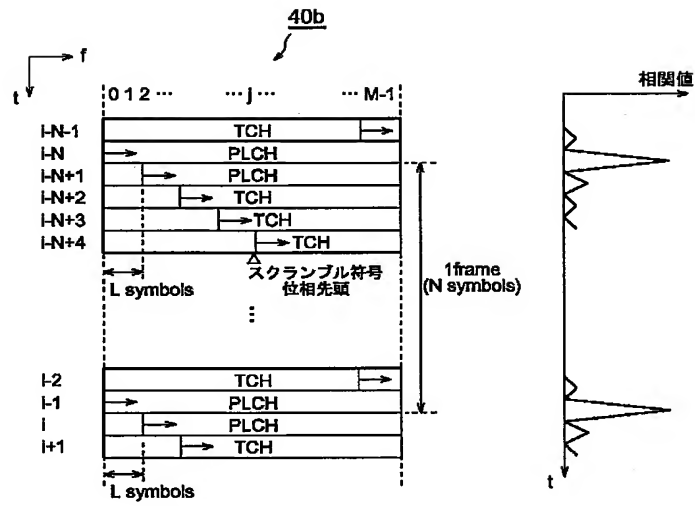 40b
f
t
相関値
0 1 2 ··· ··· j ··· ··· M-1
i-N-1 TCH
i-N PLCH
i-N+1 PLCH
i-N+2 TCH
i-N+3 TCH
i-N+4 TCH
スクランブル符号
位相先頭
L symbols
1frame
(N symbols)
i-2 TCH
i-1 PLCH
i PLCH
i+1 TCH
L symbols
t